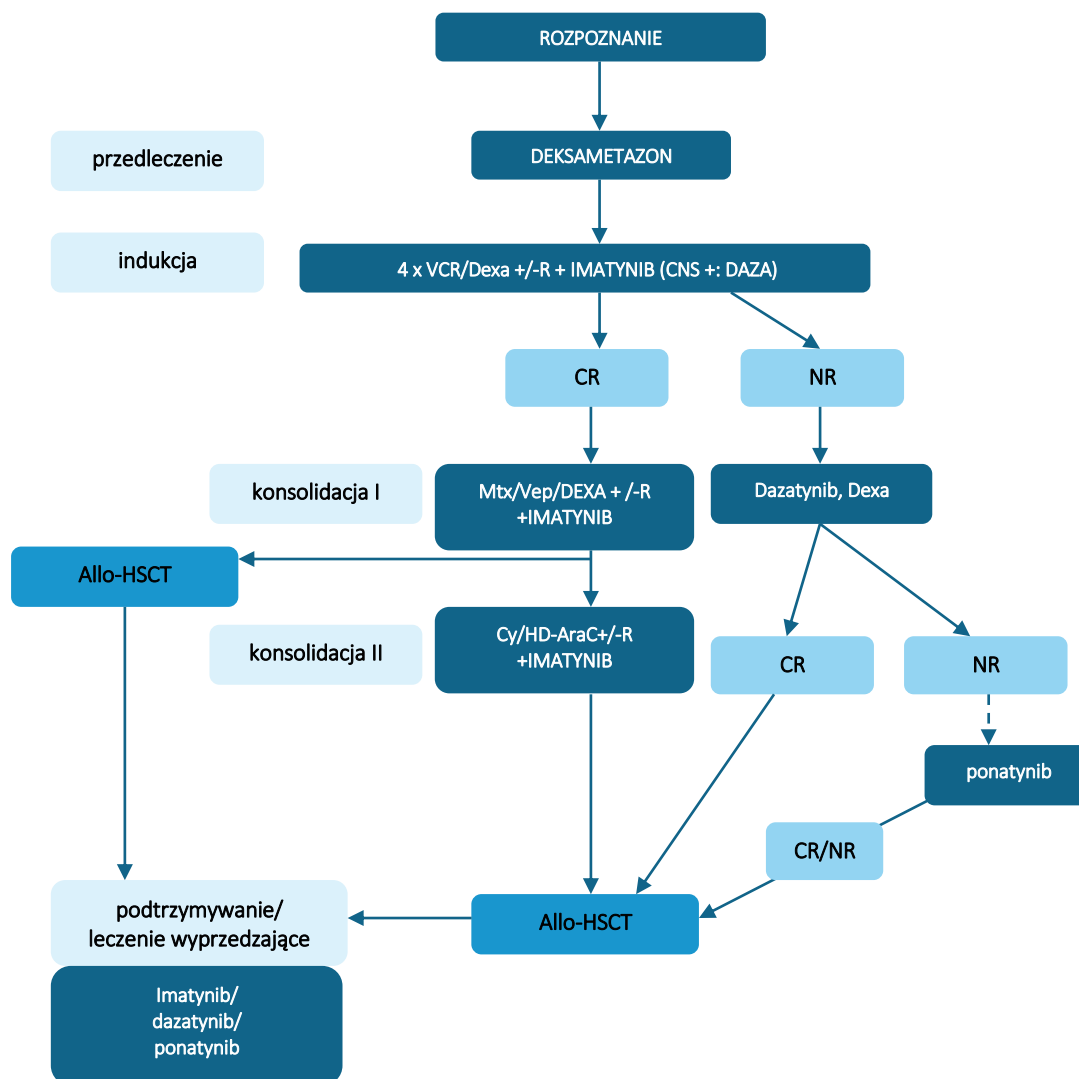 ROZPOZNANIE
przedleczenie
DEKSAMETAZON
indukcja
4 x VCR/Dexa +/-R + IMATYNIB (CNS +: DAZA)
CR
NR
konsolidacja I
Mtx/Vep/DEXA + /-R
+IMATYNIB
Dazatynib, Dexa
Allo-HSCT
konsolidacja II
Cy/HD-AraC+/-R
+IMATYNIB
CR
NR
ponatynib
CR/NR
podtrzymywanie/
leczenie wyprzedzające
Allo-HSCT
Imatynib/
dazatynib/
ponatynib